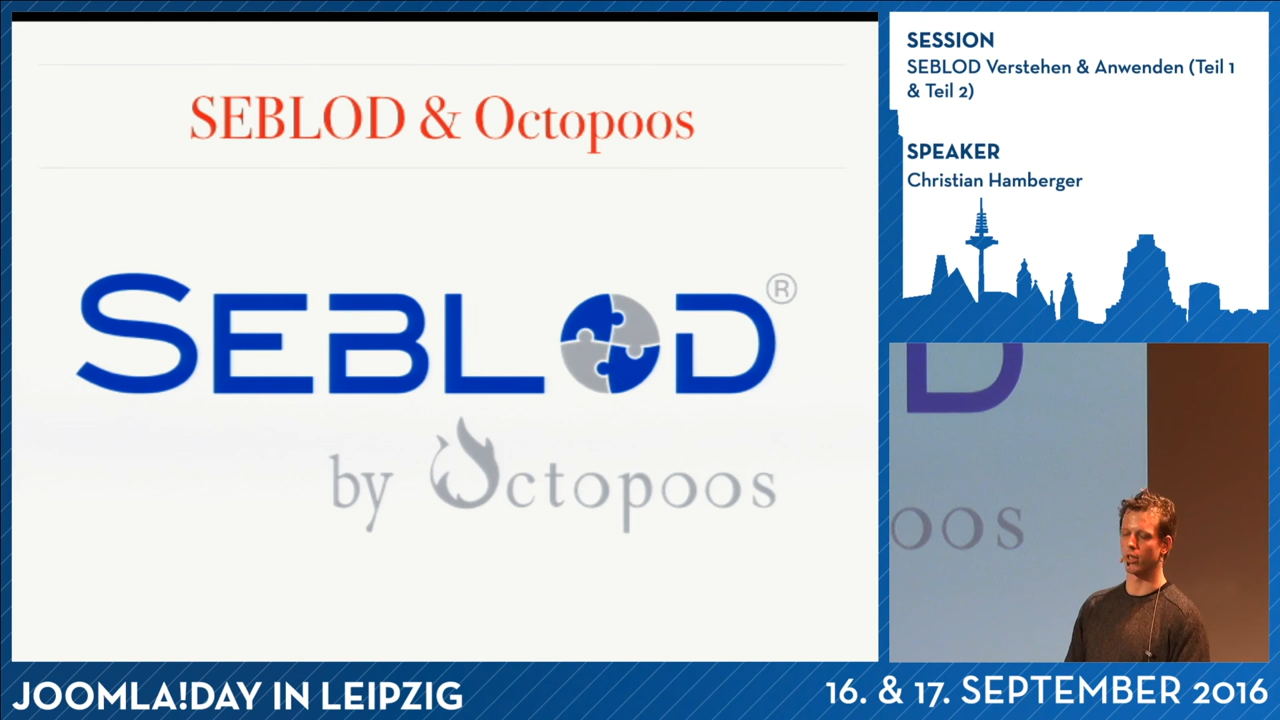 SEBLOD & Octopoos
SEBLOD®
by Octopoos
SESSION
SEBLOD Verstehen & Anwenden (Teil 1
& Teil 2)
SPEAKER
Christian Hamberger
D
oos
JOOMLA!DAY IN LEIPZIG
16. & 17. SEPTEMBER 2016